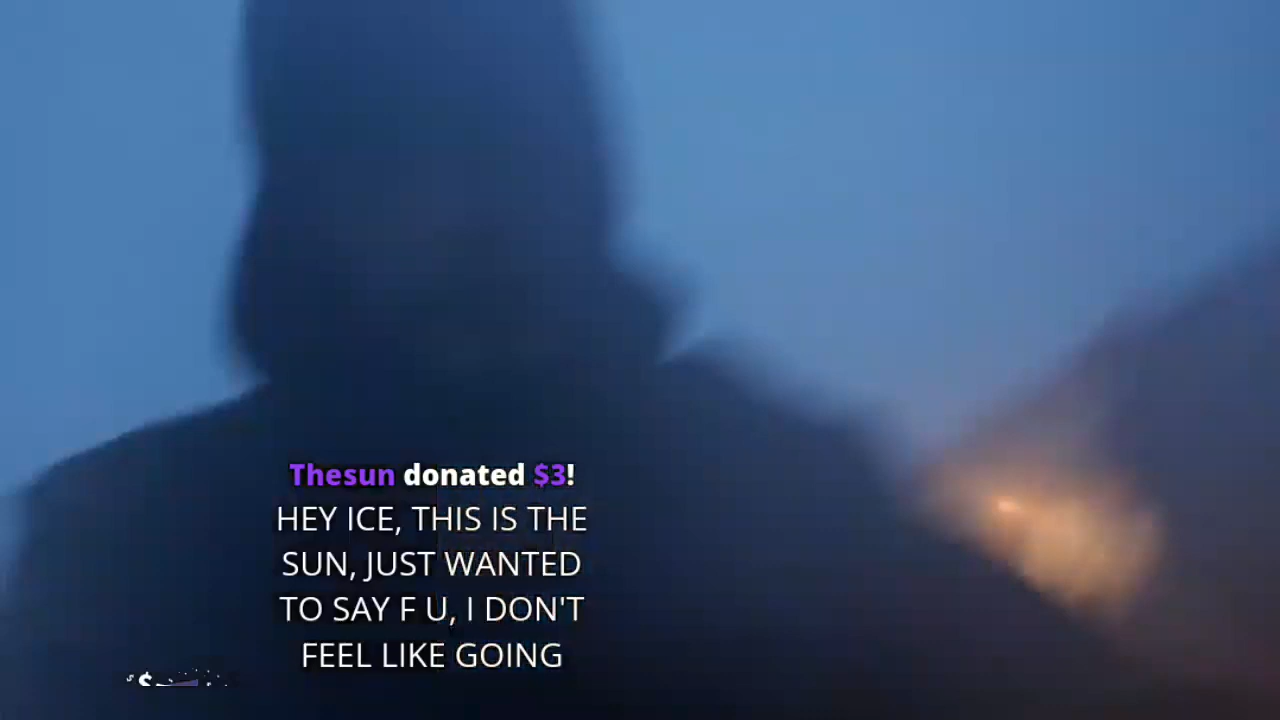 Thesun donated $3!
HEY ICE, THIS IS THE
SUN, JUST WANTED
TO SAY F U, I DON'T
FEEL LIKE GOING